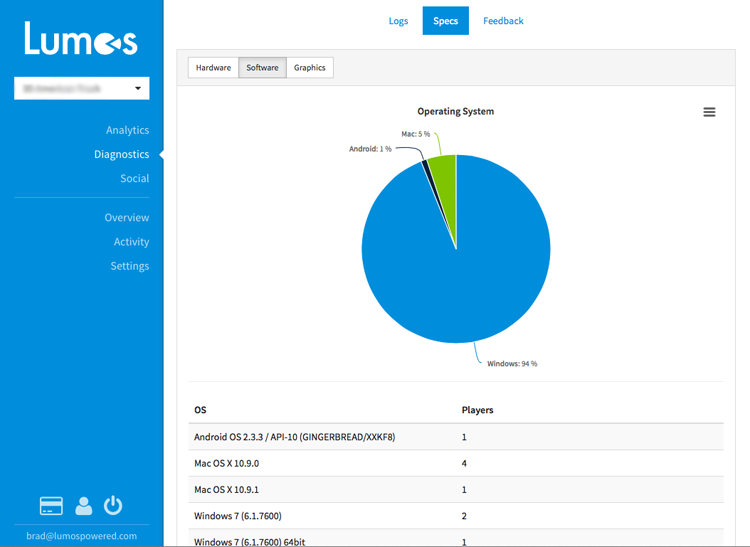 Lumos
Analytics
Diagnostics
Social
Overview
Activity
Settings
brad@lumospowered.com
Logs
Specs
Feedback
Hardware
Software
Graphics
Operating System
Mac: 5 %
Android: 1 %
Windows: 94 %
OS Players
Android OS 2.3.3 / API-10 (GINGERBREAD/XXKF8) 1
Mac OS X 10.9.0 4
Mac OS X 10.9.1 1
Windows 7 (6.1.7600) 2
Windows 7 (6.1.7600) 64bit 1